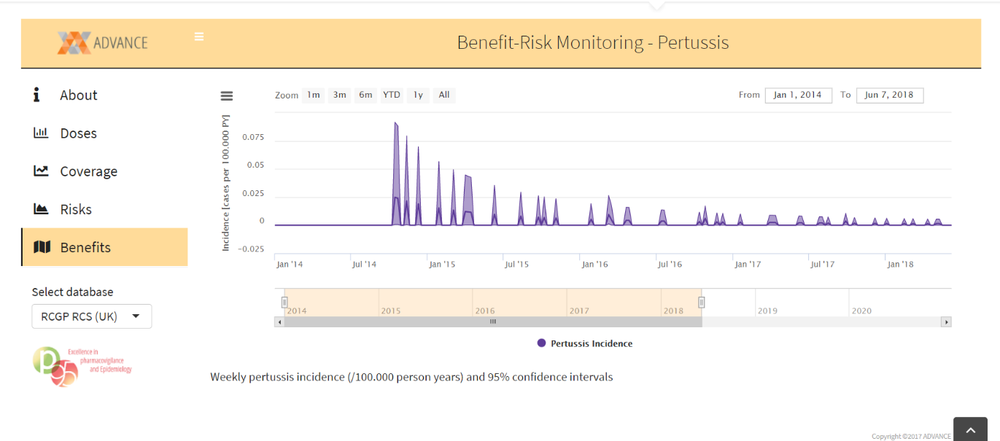 ADVANCE
Benefit-Risk Monitoring - Pertussis
About
Doses
Coverage
Risks
Benefits
Select database
RCGP RCS (UK)
p95
Excellence in
pharmacovigilance
and Epidemiology
Zoom 1m 3m 6m YTD 1y All
From Jan 1, 2014 To Jun 7, 2018
Incidence [cases per 100.000 PY]
0.075
0.05
0.025
0
-0.025
Jan '14 Jul '14 Jan '15 Jul '15 Jan '16 Jul '16 Jan '17 Jul '17 Jan '18
2014 2015 2016 2017 2018 2019 2020
Pertussis Incidence
Weekly pertussis incidence (/100.000 person years) and 95% confidence intervals
Copyright ©2017 ADVANCE